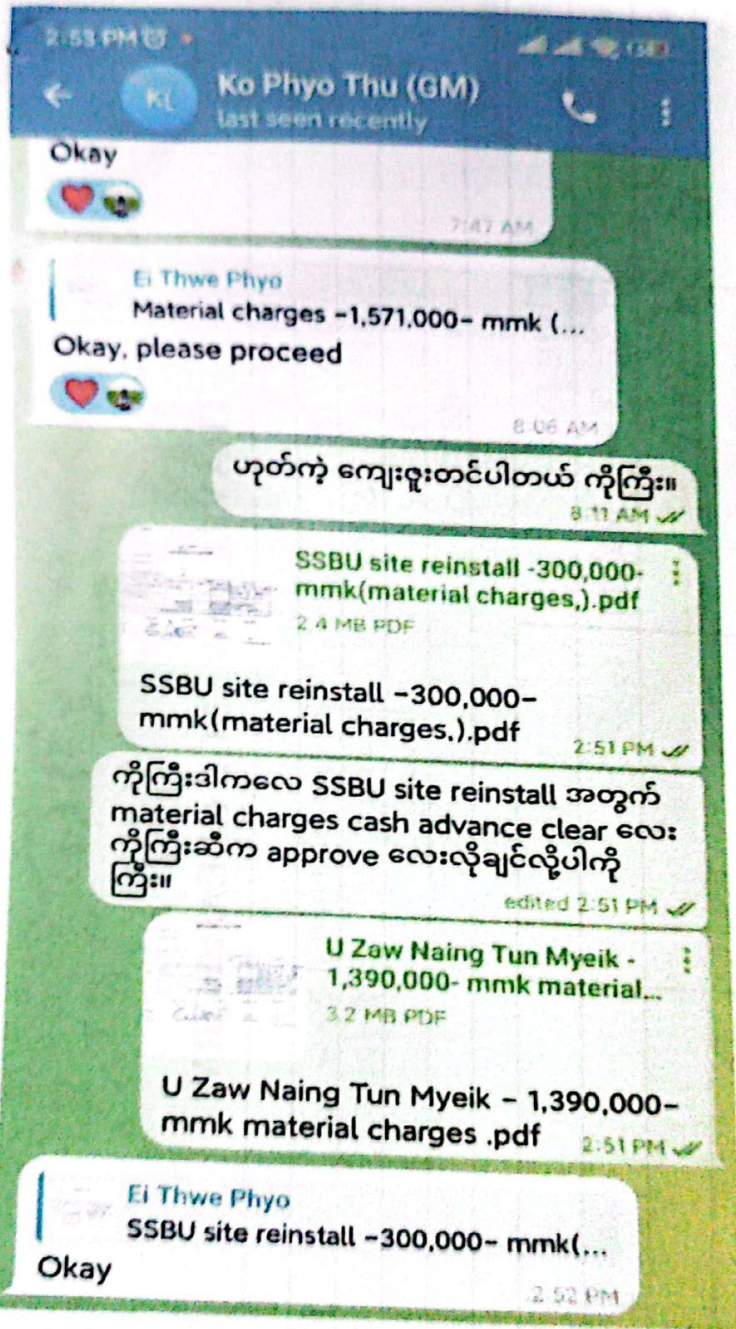 2:53 PM
Ko Phyo Thu (GM)
last seen recently
Okay
7:47 AM
Ei Thwe Phyo
Material charges -1,571,000- mmk (...
Okay, please proceed
8:06 AM
ဟုတ်ကဲ့ ကျေးဇူးတင်ပါတယ် ကိုကြီး။
8:11 AM
SSBU site reinstall -300,000-
mmk(material charges,).pdf
2.4 MB PDF
SSBU site reinstall -300,000-
mmk(material charges,).pdf
2:51 PM
ကိုကြီးဒါကလေ SSBU site reinstall အတွက်
material charges cash advance clear လေး
ကိုကြီးဆီက approve လေးလိုချင်လို့ပါကို
ကြီး။
edited 2:51 PM
U Zaw Naing Tun Myeik -
1,390,000- mmk material...
3.2 MB PDF
U Zaw Naing Tun Myeik - 1,390,000-
mmk material charges .pdf
2:51 PM
Ei Thwe Phyo
SSBU site reinstall -300,000- mmk(...
Okay
2:52 PM